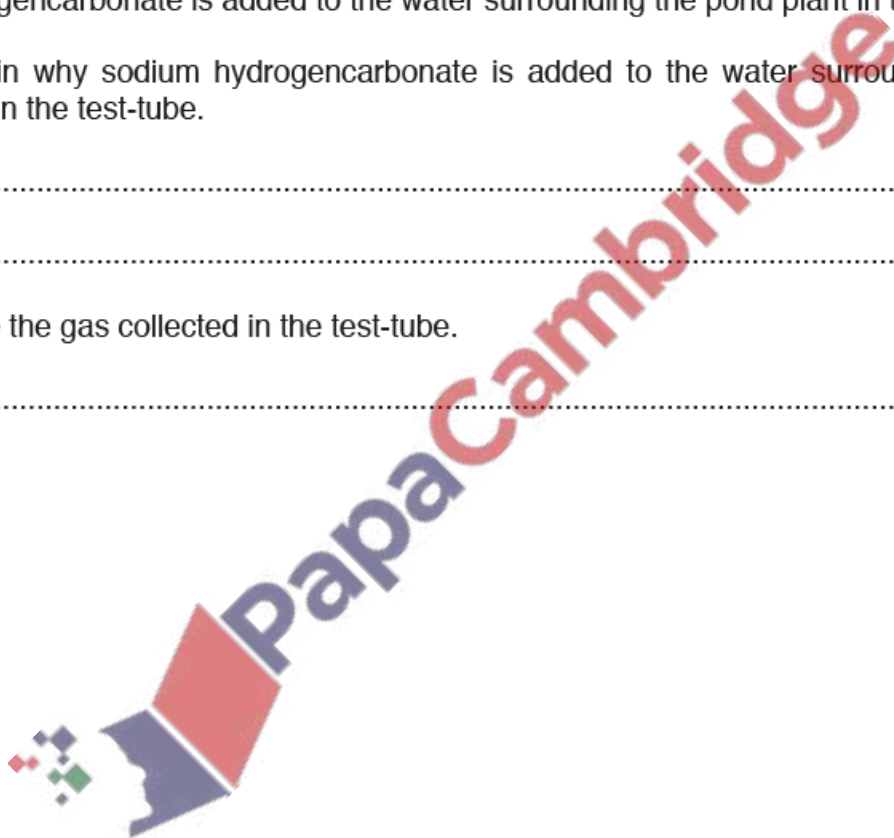 gencarbonate is added to the water surrounding the pond plant in t
in why sodium hydrogencarbonate is added to the water surrou
n the test-tube.
the gas collected in the test-tube.
PapaCambridge